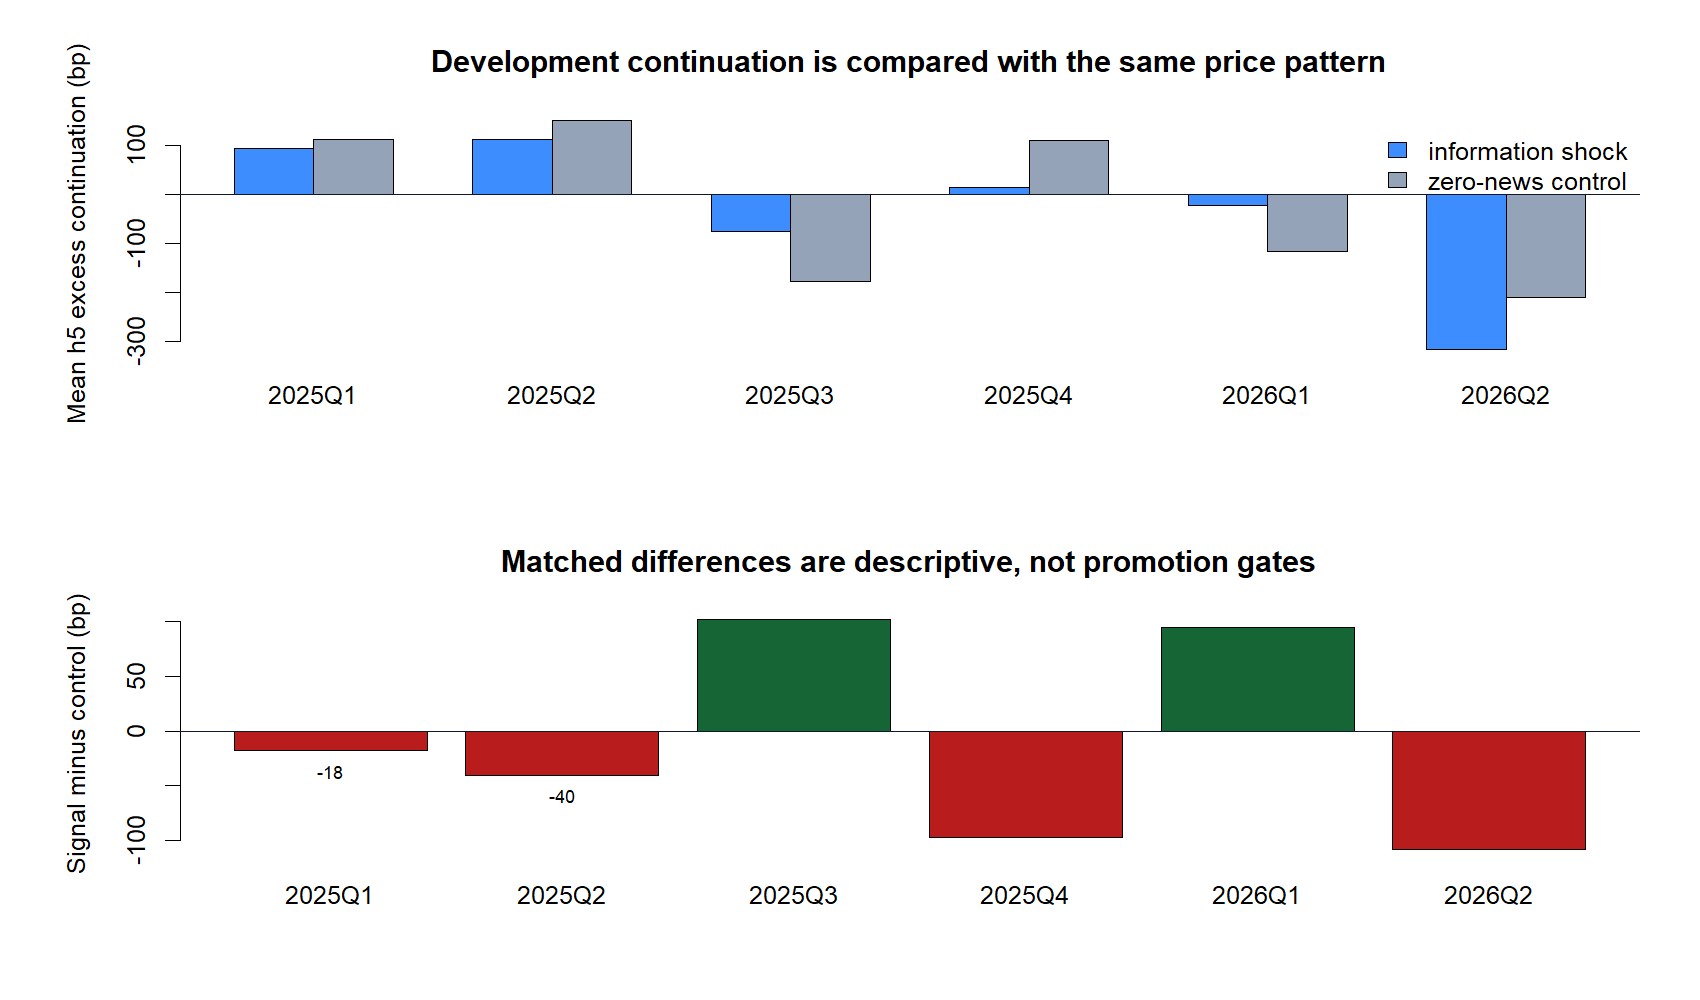 Development continuation is compared with the same price pattern
Mean h5 excess continuation (bp)
100
-100
-300
information shock
zero-news control
2025Q1
2025Q2
2025Q3
2025Q4
2026Q1
2026Q2
Matched differences are descriptive, not promotion gates
Signal minus control (bp)
50
0
-100
-18
-40
2025Q1
2025Q2
2025Q3
2025Q4
2026Q1
2026Q2